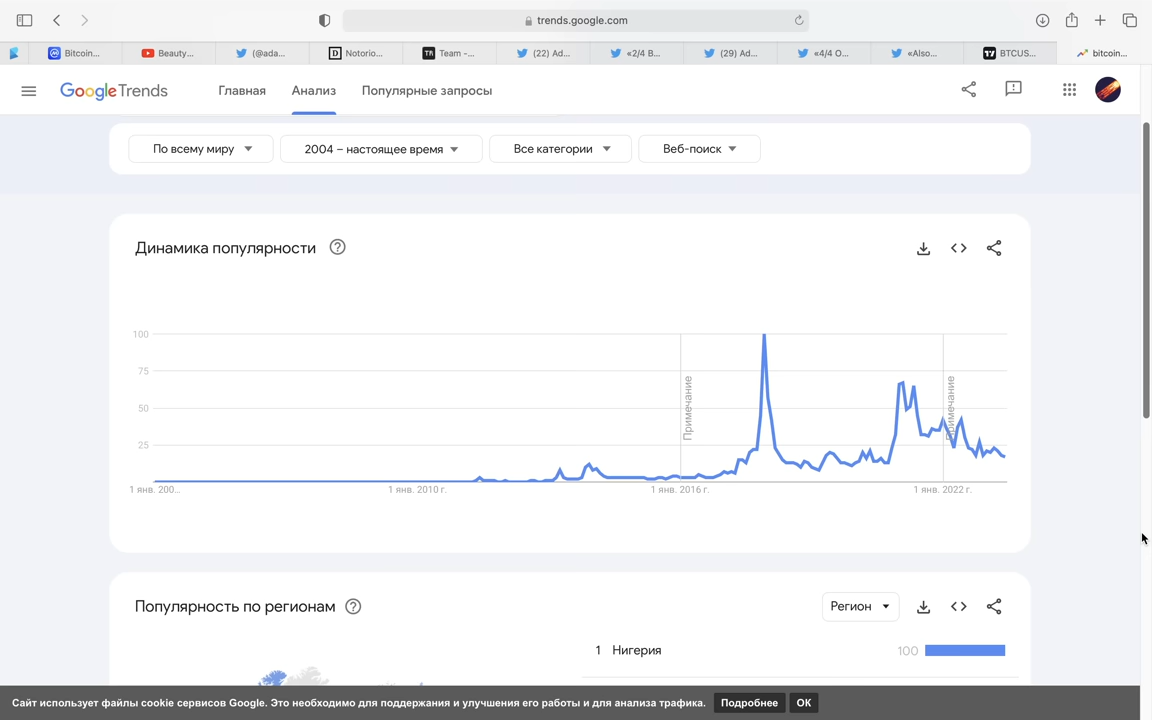 trends.google.com
Bitcoin...
Beauty...
(@ada...
Notorio...
Team -...
(22) Ad...
«2/4 B...
(29) Ad...
«4/4 O...
«Also...
BTCUS...
bitcoin...
Google Trends
Главная
Анализ
Популярные запросы
По всему миру
2004 – настоящее время
Все категории
Веб-поиск
Динамика популярности
100
75
50
25
Примечание
Примечание
1 янв. 200...
1 янв. 2010 г.
1 янв. 2016 г.
1 янв. 2022 г.
Популярность по регионам
Регион
1 Нигерия 100
Сайт использует файлы cookie сервисов Google. Это необходимо для поддержания и улучшения его работы и для анализа трафика. Подробнее ОК